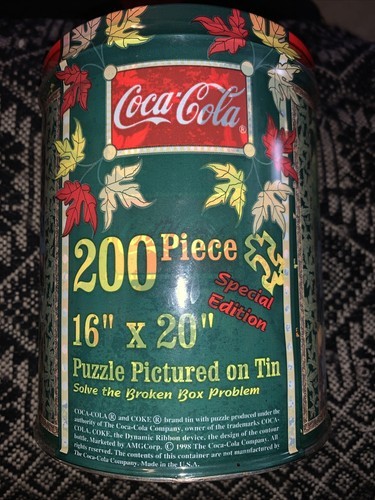 Coca-Cola®
200 Piece
Special
Edition
16" x 20"
Puzzle Pictured on Tin
Solve the Broken Box Problem
COCA-COLA ® and COKE ® brand tin with puzzle produced under the
authority of The Coca-Cola Company, owner of the trademarks COCA-
COLA, COKE, the Dynamic Ribbon device, the design of the contour
bottle. Marketed by AMGcorp. © 1998 The Coca-Cola Company. All
rights reserved. The contents of this container are not manufactured by
The Coca-Cola Company. Made in the U.S.A.